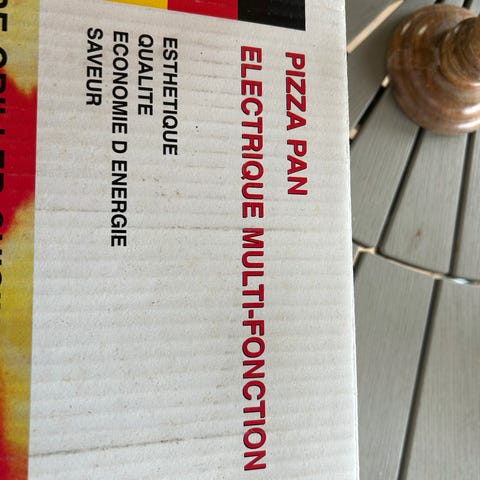 PIZZA PAN
ELECTRIQUE MULTI-FONCTION
ESTHETIQUE
QUALITE
ECONOMIE D ENERGIE
SAVEUR